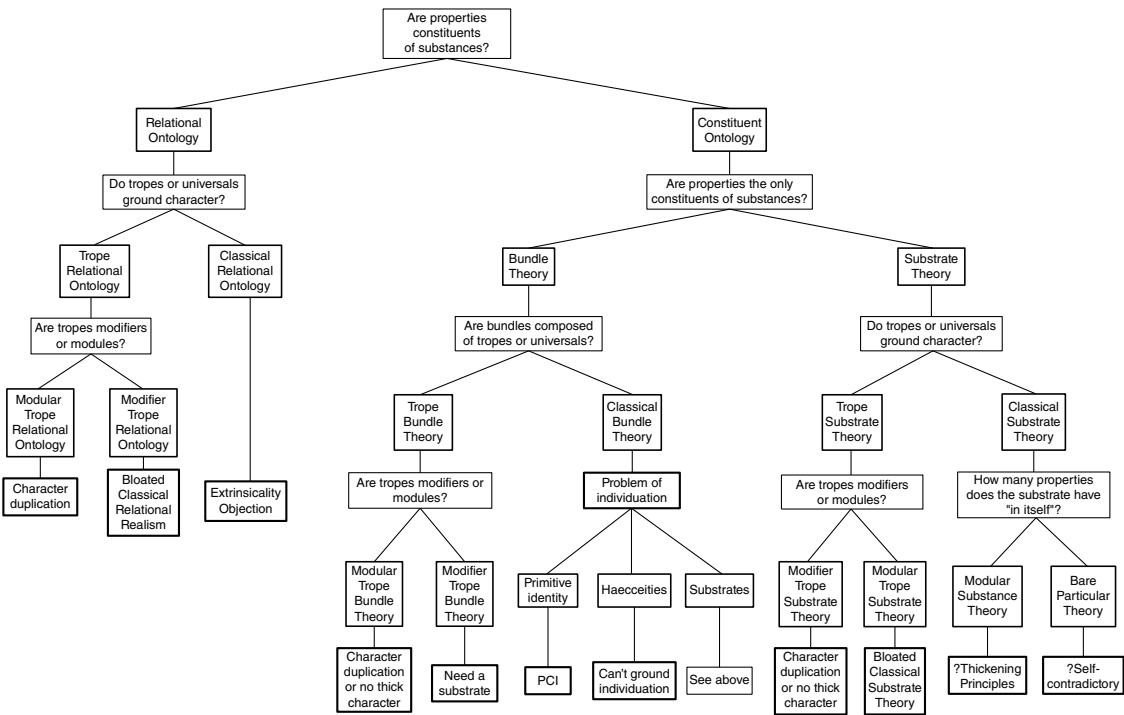 Are properties
constituents
of substances?
Relational
Ontology
Constituent
Ontology
Do tropes or universals
ground character?
Are properties the only
constituents of substances?
Trope
Relational
Ontology
Classical
Relational
Ontology
Bundle
Theory
Substrate
Theory
Are tropes modifiers
or modules?
Are bundles composed
of tropes or universals?
Do tropes or universals
ground character?
Modular
Trope
Relational
Ontology
Modifier
Trope
Relational
Ontology
Trope
Bundle
Theory
Classical
Bundle
Theory
Trope
Substrate
Theory
Classical
Substrate
Theory
Character
duplication
Bloated
Classical
Relational
Realism
Extrinsicality
Objection
Are tropes modifiers or
modules?
Problem of
individuation
Are tropes modifiers
or modules?
How many properties
does the substrate have
"in itself"?
Modular
Trope
Bundle
Theory
Modifier
Trope
Bundle
Theory
Primitive
identity
Haecceities
Substrates
Modifier
Trope
Substrate
Theory
Modular
Trope
Substrate
Theory
Modular
Substance
Theory
Bare
Particular
Theory
Character
duplication
or no thick
character
Need a
substrate
PCI
Can't ground
individuation
See above
Character
duplication
or no thick
character
Bloated
Classical
Substrate
Theory
?Thickening
Principles
?Self-
contradictory